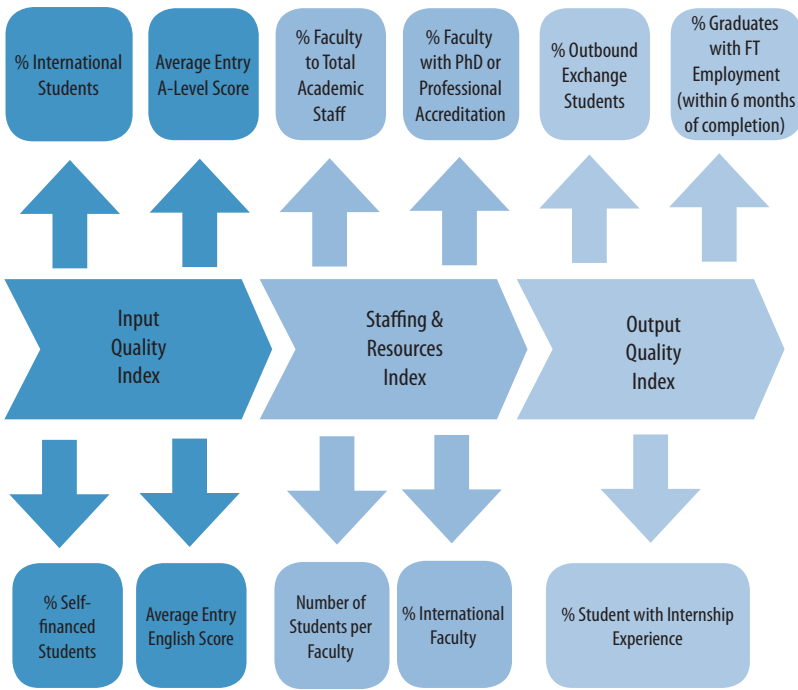 % International
Students
Average Entry
A-Level Score
% Faculty
to Total
Academic
Staff
% Faculty
with PhD or
Professional
Accreditation
% Outbound
Exchange
Students
% Graduates
with FT
Employment
(within 6 months
of completion)
Input
Quality
Index
Staffing &
Resources
Index
Output
Quality
Index
% Self-
financed
Students
Average Entry
English Score
Number of
Students per
Faculty
% International
Faculty
% Student with Internship
Experience